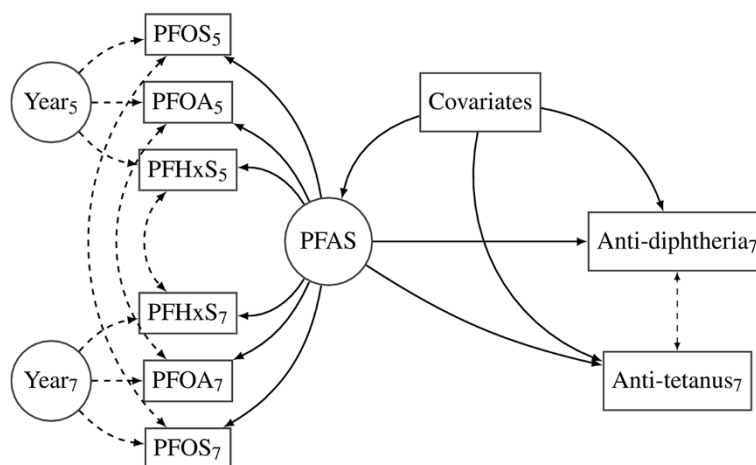 PFOS₅
Year₅
PFOA₅
Covariates
PFHxS₅
PFAS
Anti-diphtheria₇
PFHxS₇
Year₇
PFOA₇
Anti-tetanus₇
PFOS₇